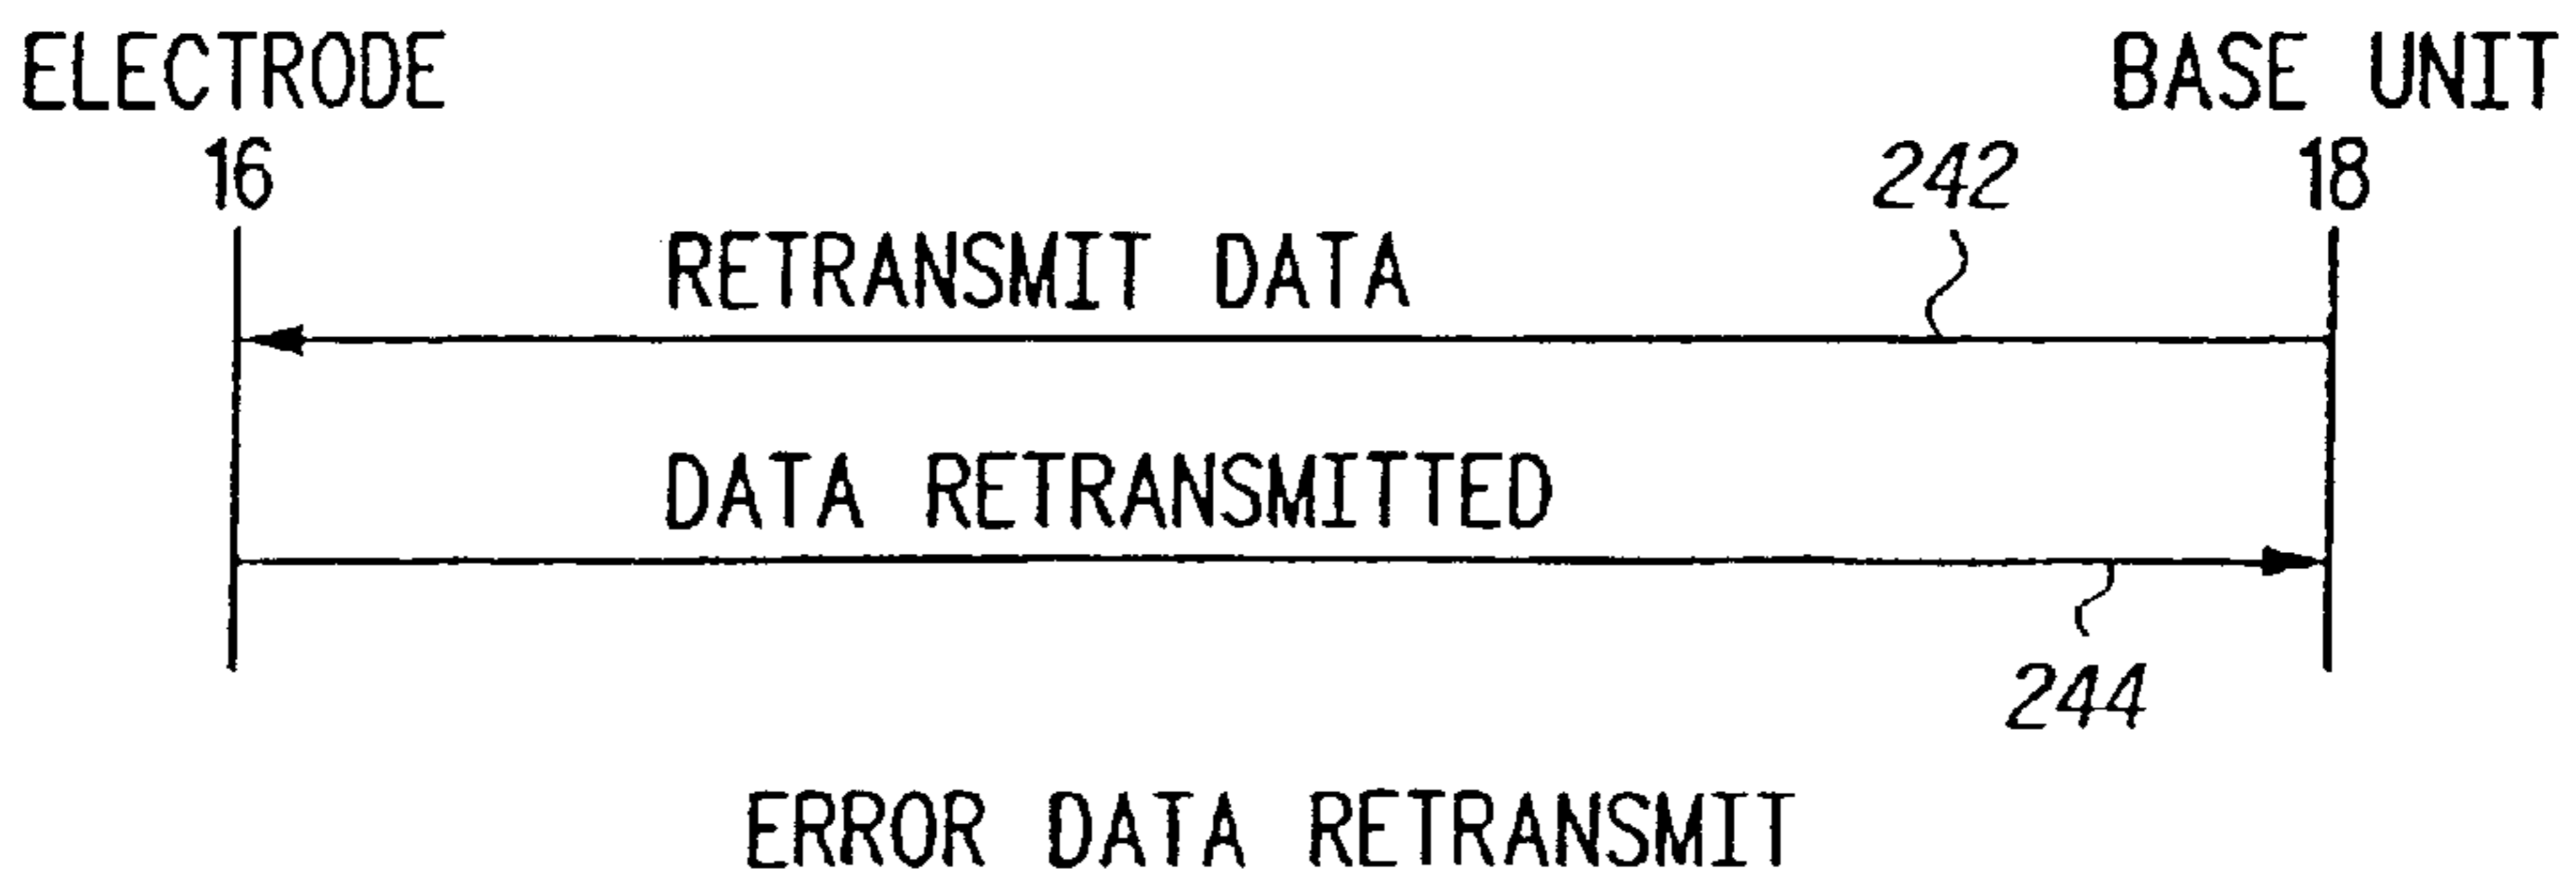 ELECTRODE
16
BASE UNIT
18
242
RETRANSMIT DATA
DATA RETRANSMITTED
244
ERROR DATA RETRANSMIT